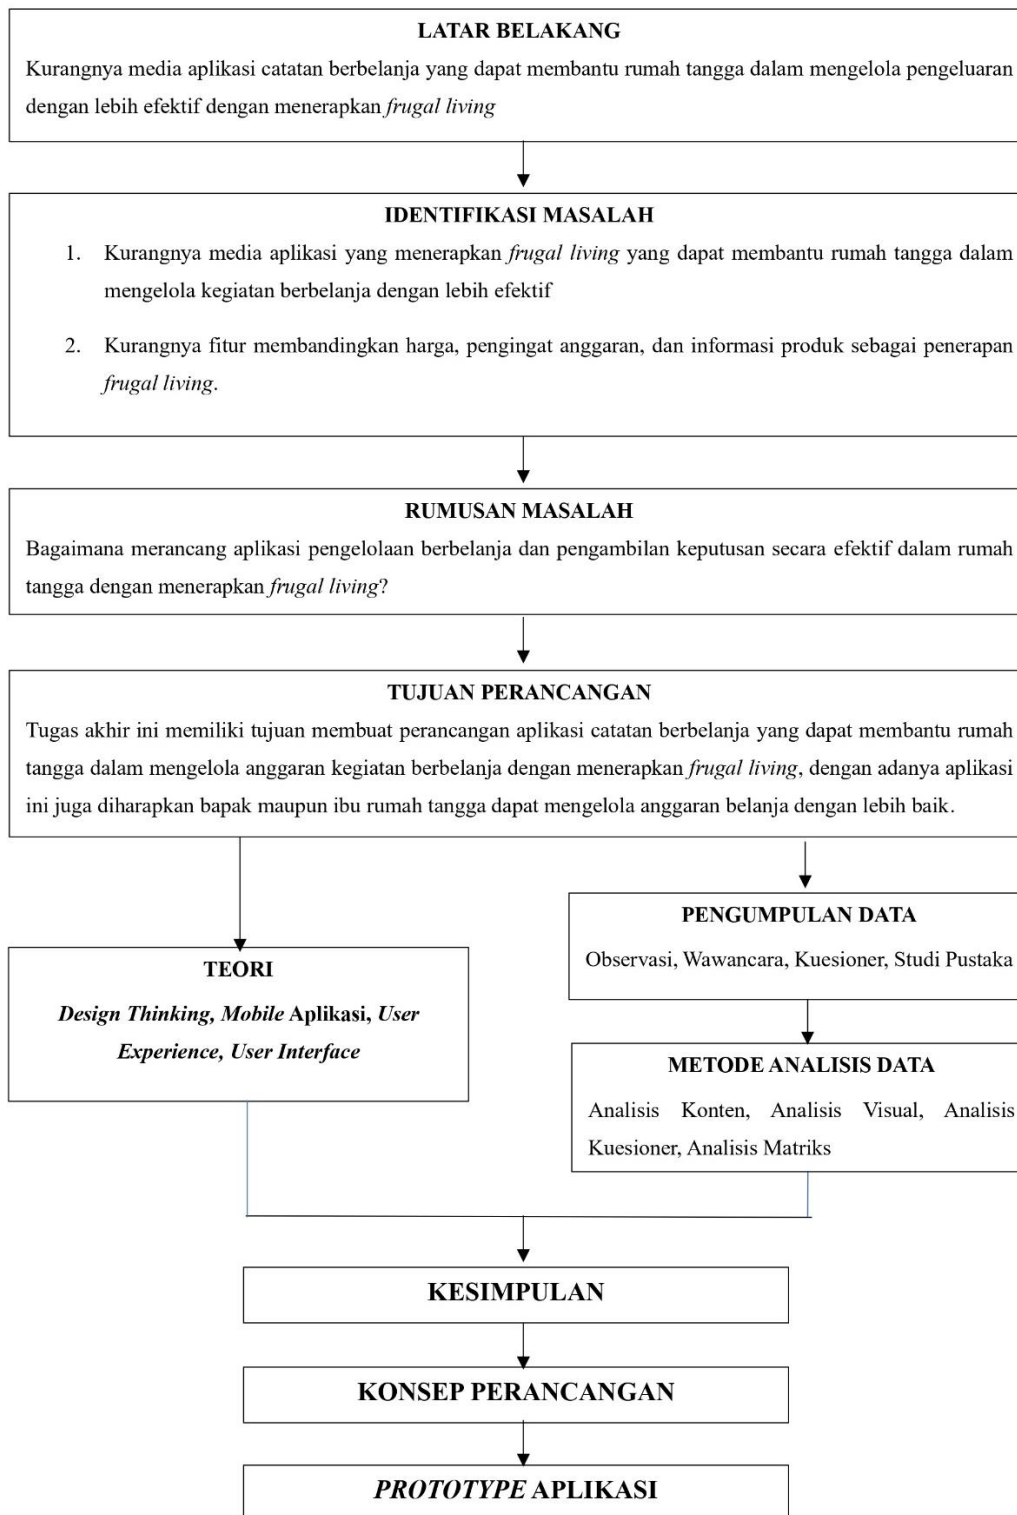 LATAR BELAKANG
Kurangnya media aplikasi catatan berbelanja yang dapat membantu rumah tangga dalam mengelola pengeluaran
dengan lebih efektif dengan menerapkan frugal living
IDENTIFIKASI MASALAH
1. Kurangnya media aplikasi yang menerapkan frugal living yang dapat membantu rumah tangga dalam
mengelola kegiatan berbelanja dengan lebih efektif
2. Kurangnya fitur membandingkan harga, pengingat anggaran, dan informasi produk sebagai penerapan
frugal living.
RUMUSAN MASALAH
Bagaimana merancang aplikasi pengelolaan berbelanja dan pengambilan keputusan secara efektif dalam rumah
tangga dengan menerapkan frugal living?
TUJUAN PERANCANGAN
Tugas akhir ini memiliki tujuan membuat perancangan aplikasi catatan berbelanja yang dapat membantu rumah
tangga dalam mengelola anggaran kegiatan berbelanja dengan menerapkan frugal living, dengan adanya aplikasi
ini juga diharapkan bapak maupun ibu rumah tangga dapat mengelola anggaran belanja dengan lebih baik.
TEORI
Design Thinking, Mobile Aplikasi, User
Experience, User Interface
PENGUMPULAN DATA
Observasi, Wawancara, Kuesioner, Studi Pustaka
METODE ANALISIS DATA
Analisis Konten, Analisis Visual, Analisis
Kuesioner, Analisis Matriks
KESIMPULAN
KONSEP PERANCANGAN
PROTOTYPE APLIKASI